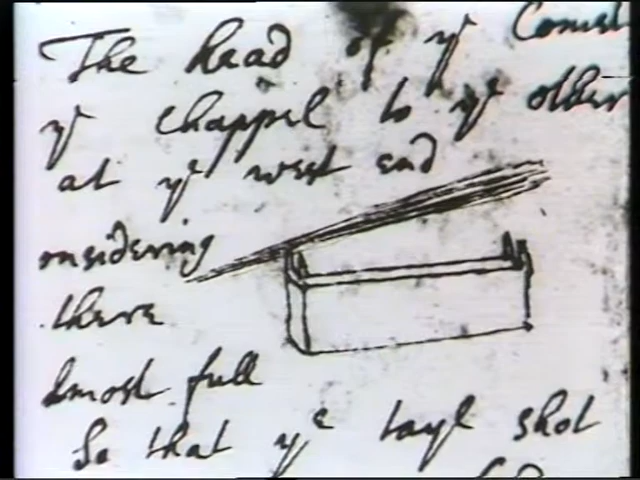 The head of yᵉ Comet
yᵉ chappel to yᵉ other
at yᵉ west end
onsidering
there
lmost full
So that yᵉ tayl shot